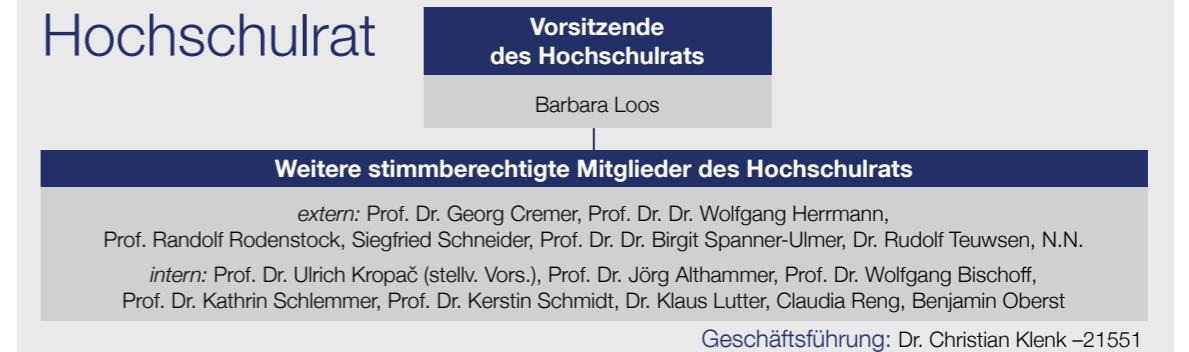 Hochschulrat
Vorsitzende
des Hochschulrats
Barbara Loos
Weitere stimmberechtigte Mitglieder des Hochschulrats
extern: Prof. Dr. Georg Cremer, Prof. Dr. Dr. Wolfgang Herrmann,
Prof. Randolf Rodenstock, Siegfried Schneider, Prof. Dr. Dr. Birgit Spanner-Ulmer, Dr. Rudolf Teuwsen, N.N.
intern: Prof. Dr. Ulrich Kropač (stellv. Vors.), Prof. Dr. Jörg Althammer, Prof. Dr. Wolfgang Bischoff,
Prof. Dr. Kathrin Schlemmer, Prof. Dr. Kerstin Schmidt, Dr. Klaus Lutter, Claudia Reng, Benjamin Oberst
Geschäftsführung: Dr. Christian Klenk –21551